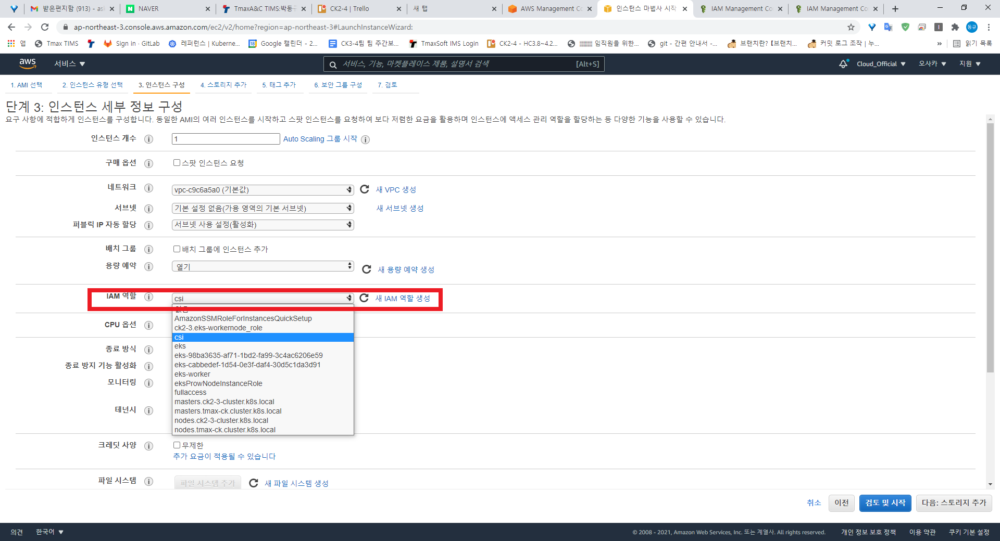 받은편지함 (913) - as
NAVER
TmaxA&C TIMS:박동구
CK2-4 | Trello
새 탭
AWS Management Co
인스턴스 마법사 시작
IAM Management Co
IAM Management Co
ap-northeast-3.console.aws.amazon.com/ec2/v2/home?region=ap-northeast-3#LaunchInstanceWizard:
동규
앱
Tmax TIMS
Sign in · GitLab
레퍼런스 | Kuberne...
18
Google 캘린더 - 2...
CK3-4팀 팀 주간보...
TmaxSoft IMS Login
CK2-4 - HC3.8~4.2...
임직원을 위한...
git - 간편 안내서 -...
브랜치란? 【브랜치...
커밋 로그 조작 | 누...
»
읽기 목록
aws
서비스
서비스, 기능, 마켓플레이스 제품, 설명서 검색
[Alt+S]
Cloud_Official
오사카
지원
1. AMI 선택
2. 인스턴스 유형 선택
3. 인스턴스 구성
4. 스토리지 추가
5. 태그 추가
6. 보안 그룹 구성
7. 검토
단계 3: 인스턴스 세부 정보 구성
요구 사항에 적합하게 인스턴스를 구성합니다. 동일한 AMI의 여러 인스턴스를 시작하고 스팟 인스턴스를 요청하여 보다 저렴한 요금을 활용하며 인스턴스에 액세스 관리 역할을 할당하는 등 다양한 기능을 사용할 수 있습니다.
인스턴스 개수
1
Auto Scaling 그룹 시작
구매 옵션
스팟 인스턴스 요청
네트워크
vpc-c9c6a5a0 (기본값)
새 VPC 생성
서브넷
기본 설정 없음(가용 영역의 기본 서브넷)
새 서브넷 생성
퍼블릭 IP 자동 할당
서브넷 사용 설정(활성화)
배치 그룹
배치 그룹에 인스턴스 추가
용량 예약
열기
새 용량 예약 생성
IAM 역할
csi
새 IAM 역할 생성
AmazonSSMRoleForInstancesQuickSetup
ck2-3.eks-workernode_role
csi
eks
eks-98ba3635-af71-1bd2-fa99-3c4ac6206e59
eks-cabbedef-1d54-0e3f-daf4-30d5c1da3d91
eks-worker
eksProwNodeInstanceRole
fullaccess
masters.ck2-3-cluster.k8s.local
masters.tmax-ck.cluster.k8s.local
nodes.ck2-3-cluster.k8s.local
nodes.tmax-ck.cluster.k8s.local
CPU 옵션
종료 방식
종료 방지 기능 활성화
모니터링
테넌시
크레딧 사양
무제한
추가 요금이 적용될 수 있습니다
파일 시스템
파일 시스템 추가
새 파일 시스템 생성
취소
이전
검토 및 시작
다음: 스토리지 추가
의견
한국어
© 2008 - 2021, Amazon Web Services, Inc. 또는 계열사. All rights reserved.
개인 정보 보호 정책
이용 약관
쿠키 기본 설정